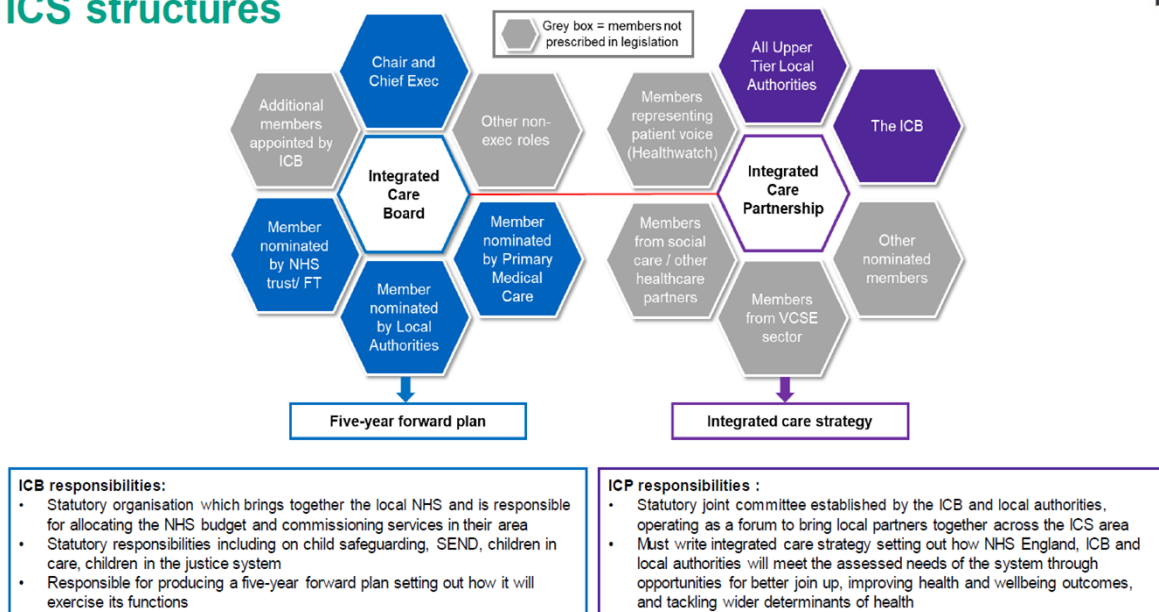 ICS structures
Grey box = members not
prescribed in legislation
Chair and
Chief Exec
Additional
members
appointed by
ICB
Other non-
exec roles
Integrated
Care
Board
Member
nominated
by NHS
trust/ FT
Member
nominated
by Primary
Medical
Care
Member
nominated
by Local
Authorities
Five-year forward plan
All Upper
Tier Local
Authorities
Members
representing
patient voice
(Healthwatch)
The ICB
Integrated
Care
Partnership
Members
from social
care / other
healthcare
partners
Other
nominated
members
Members
from VCSE
sector
Integrated care strategy
ICB responsibilities:
• Statutory organisation which brings together the local NHS and is responsible
for allocating the NHS budget and commissioning services in their area
• Statutory responsibilities including on child safeguarding, SEND, children in
care, children in the justice system
• Responsible for producing a five-year forward plan setting out how it will
exercise its functions
ICP responsibilities :
• Statutory joint committee established by the ICB and local authorities,
operating as a forum to bring local partners together across the ICS area
• Must write integrated care strategy setting out how NHS England, ICB and
local authorities will meet the assessed needs of the system through
opportunities for better join up, improving health and wellbeing outcomes,
and tackling wider determinants of health